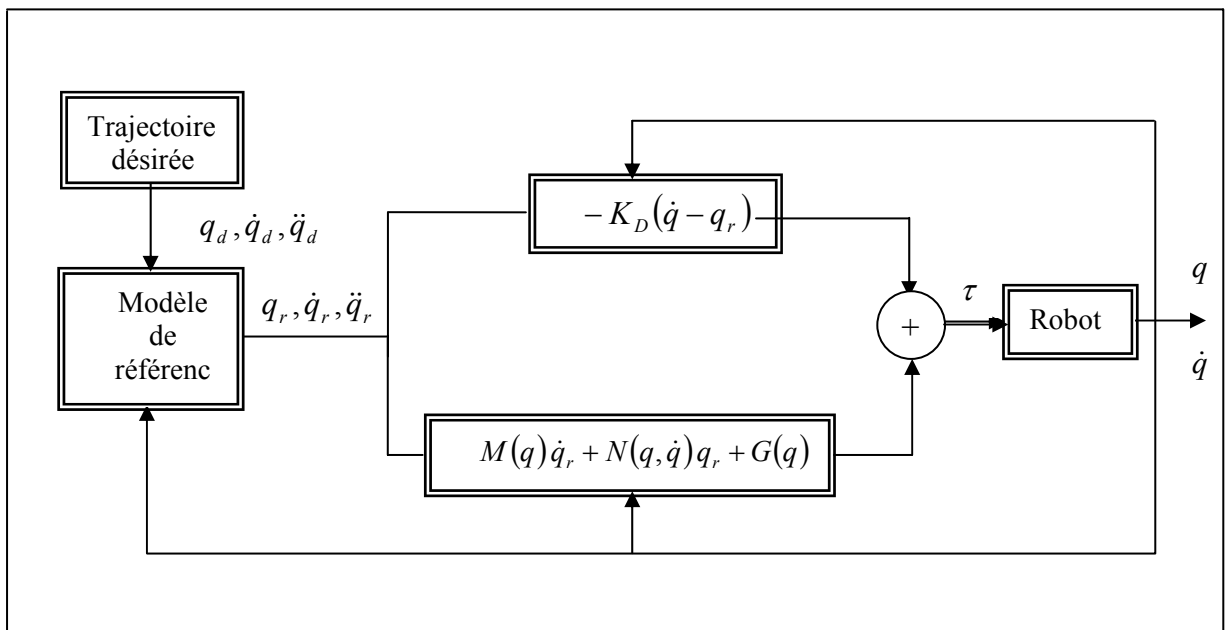 Trajectoire
désirée
q_d, q̇_d, q̈_d
Modèle
de
référenc
q_r, q̇_r, q̈_r
− K_D(q̇ − q_r)
M(q)q̇_r + N(q, q̇)q_r + G(q)
+
τ
Robot
q
q̇